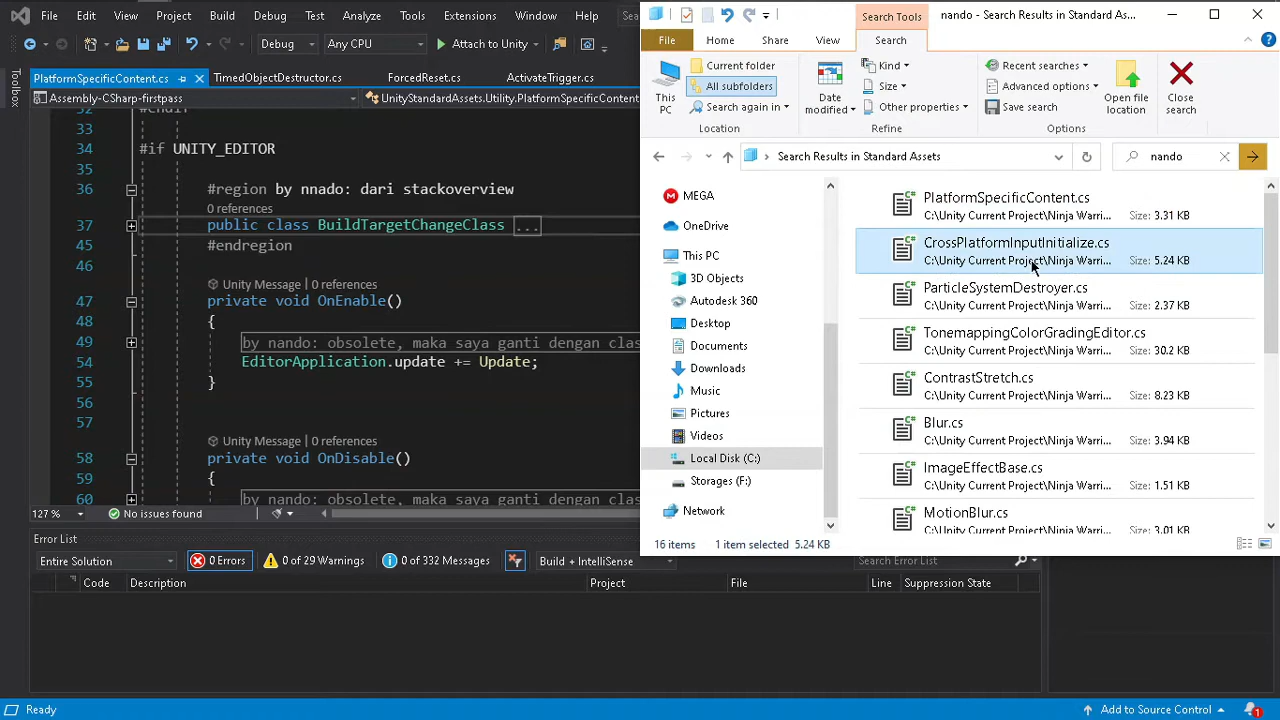 File Edit View Project Build Debug Test Analyze Tools Extensions Window Help
Debug Any CPU Attach to Unity
PlatformSpecificContent.cs TimedObjectDestructor.cs ForcedReset.cs ActivateTrigger.cs
Assembly-CSharp-firstpass UnityStandardAssets.Utility.PlatformSpecificContent
Toolbox
32 #endif
33
34 #if UNITY_EDITOR
35
36 #region by nnado: dari stackoverview
0 references
37 public class BuildTargetChangeClass ...
45 #endregion
46
Unity Message | 0 references
47 private void OnEnable()
48 {
49 by nando: obsolete, maka saya ganti dengan clas
54 EditorApplication.update += Update;
55 }
56
57
Unity Message | 0 references
58 private void OnDisable()
59 {
60 by nando: obsolete, maka saya ganti dengan clas
127 % No issues found
Error List
Entire Solution 0 Errors 0 of 29 Warnings 0 of 332 Messages Build + IntelliSense Search Error List
Code Description Project File Line Suppression State
Ready Add to Source Control 1
Search Tools nando - Search Results in Standard As...
File Home Share View Search
This PC
Current folder
All subfolders
Search again in
Location
Date modified
Kind
Size
Other properties
Refine
Recent searches
Advanced options
Save search
Open file location
Options
Close search
Search Results in Standard Assets nando
MEGA
OneDrive
This PC
3D Objects
Autodesk 360
Desktop
Documents
Downloads
Music
Pictures
Videos
Local Disk (C:)
Storages (F:)
Network
PlatformSpecificContent.cs
C:\Unity Current Project\Ninja Warri... Size: 3.31 KB
CrossPlatformInputInitialize.cs
C:\Unity Current Project\Ninja Warri... Size: 5.24 KB
ParticleSystemDestroyer.cs
C:\Unity Current Project\Ninja Warri... Size: 2.37 KB
TonemappingColorGradingEditor.cs
C:\Unity Current Project\Ninja Warri... Size: 30.2 KB
ContrastStretch.cs
C:\Unity Current Project\Ninja Warri... Size: 8.23 KB
Blur.cs
C:\Unity Current Project\Ninja Warri... Size: 3.94 KB
ImageEffectBase.cs
C:\Unity Current Project\Ninja Warri... Size: 1.51 KB
MotionBlur.cs
C:\Unity Current Project\Ninja Warri... Size: 3.01 KB
16 items 1 item selected 5.24 KB